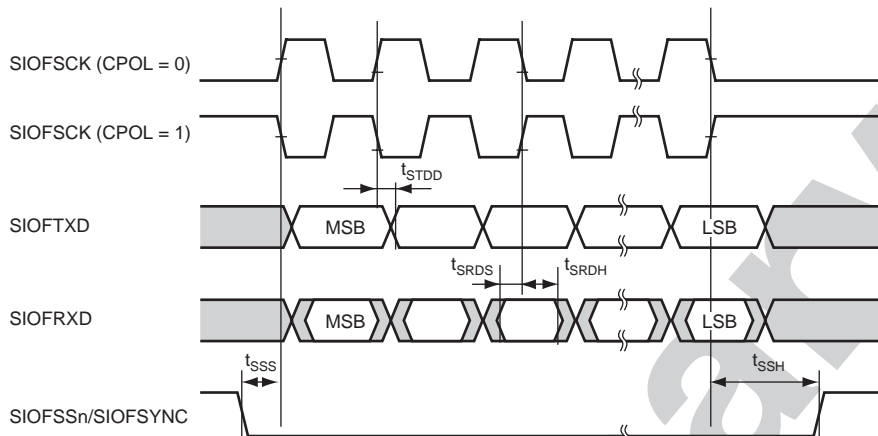 SIOFSCK (CPOL = 0)
SIOFSCK (CPOL = 1)
tSTDD
SIOFTXD
MSB
LSB
tSRDS
tSRDH
SIOFRXD
MSB
LSB
tSSS
tSSH
SIOFSSn/SIOFSYNC